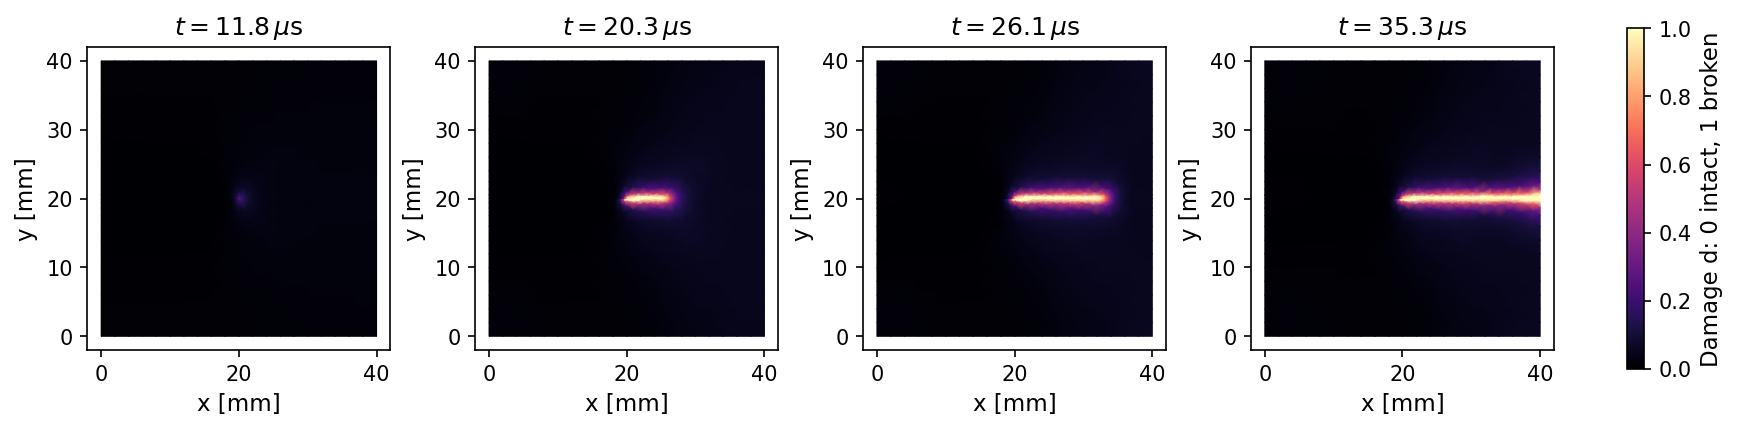 t = 11.8 μs
t = 20.3 μs
t = 26.1 μs
t = 35.3 μs
40
30
20
10
0
y [mm]
0 20 40
x [mm]
40
30
20
10
0
y [mm]
0 20 40
x [mm]
40
30
20
10
0
y [mm]
0 20 40
x [mm]
40
30
20
10
0
y [mm]
0 20 40
x [mm]
1.0
0.8
0.6
0.4
0.2
0.0
Damage d: 0 intact, 1 broken